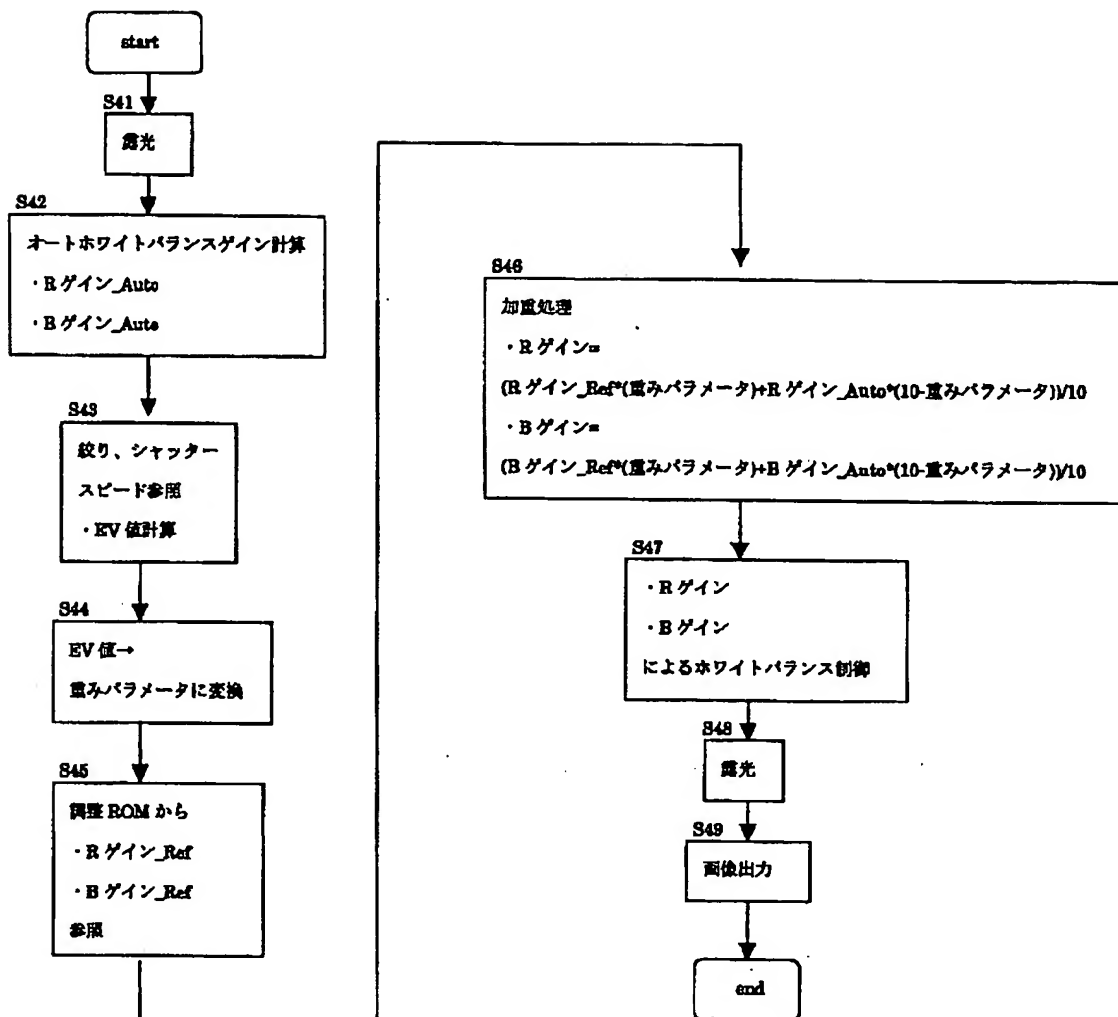 start
S41
露光
S42
オートホワイトバランスゲイン計算
・Rゲイン_Auto
・Bゲイン_Auto
S43
絞り、シャッター
スピード参照
・EV値計算
S44
EV値→
重みパラメータに変換
S45
調整ROMから
・Rゲイン_Ref
・Bゲイン_Ref
参照
S46
加重処理
・Rゲイン=
(Rゲイン_Ref*(重みパラメータ)+Rゲイン_Auto*(10-重みパラメータ))/10
・Bゲイン=
(Bゲイン_Ref*(重みパラメータ)+Bゲイン_Auto*(10-重みパラメータ))/10
S47
・Rゲイン
・Bゲイン
によるホワイトバランス制御
S48
露光
S49
画像出力
end